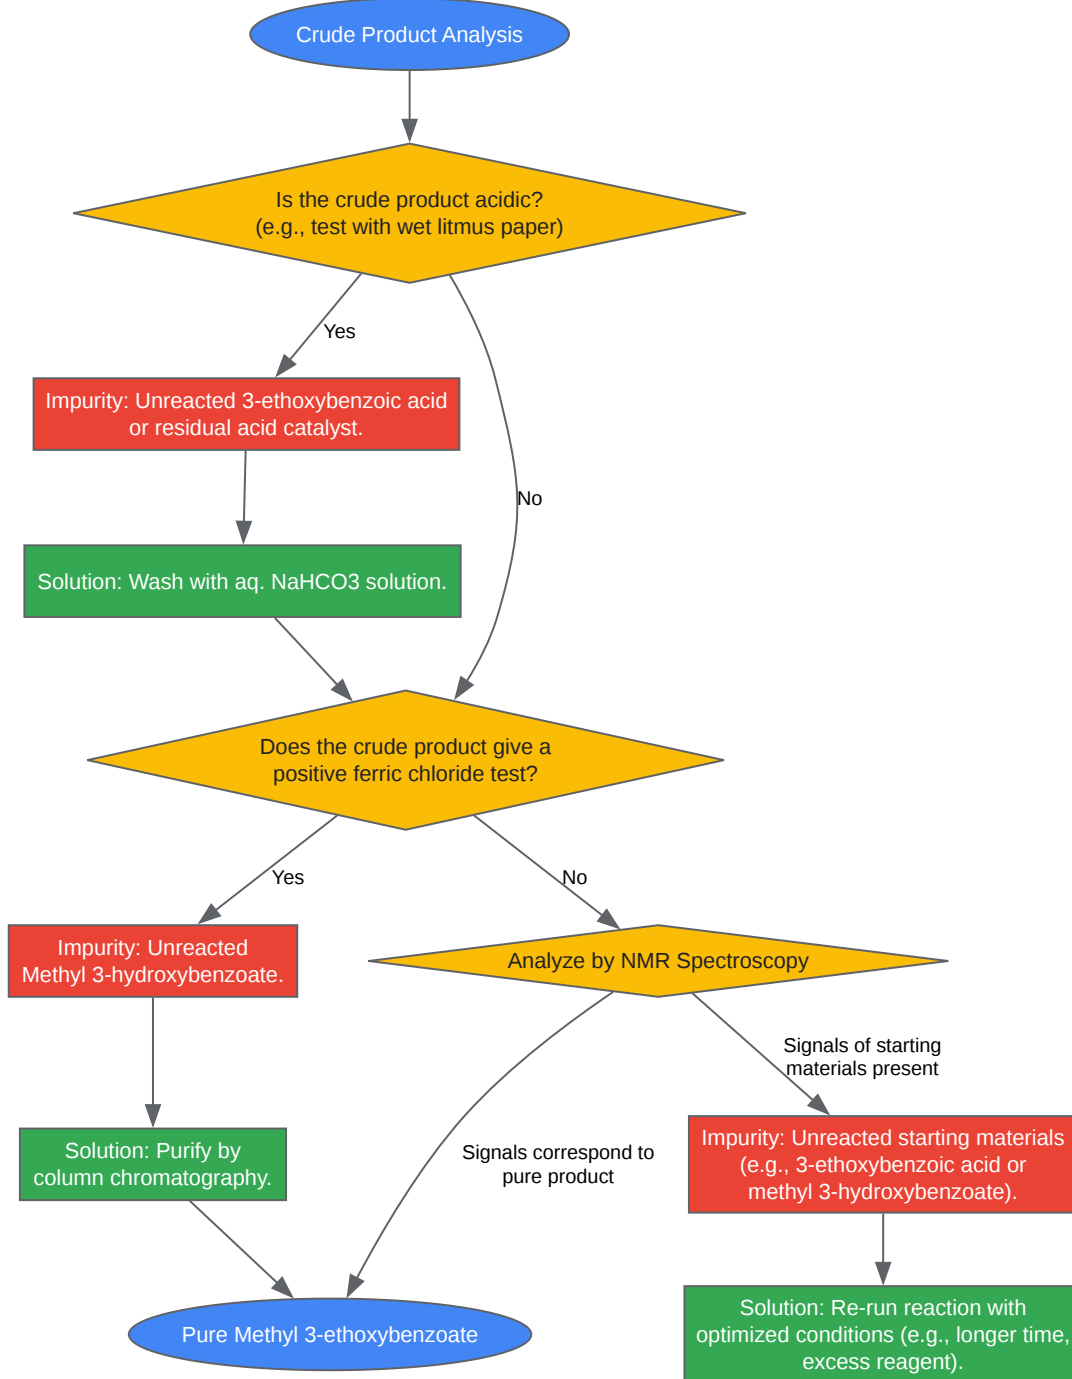 Crude Product Analysis
Is the crude product acidic?
(e.g., test with wet litmus paper)
Yes
Impurity: Unreacted 3-ethoxybenzoic acid
or residual acid catalyst.
No
Solution: Wash with aq. NaHCO3 solution.
Does the crude product give a
positive ferric chloride test?
Yes
No
Impurity: Unreacted
Methyl 3-hydroxybenzoate.
Analyze by NMR Spectroscopy
Signals of starting
materials present
Solution: Purify by
column chromatography.
Signals correspond to
pure product
Impurity: Unreacted starting materials
(e.g., 3-ethoxybenzoic acid or
methyl 3-hydroxybenzoate).
Pure Methyl 3-ethoxybenzoate
Solution: Re-run reaction with
optimized conditions (e.g., longer time,
excess reagent).